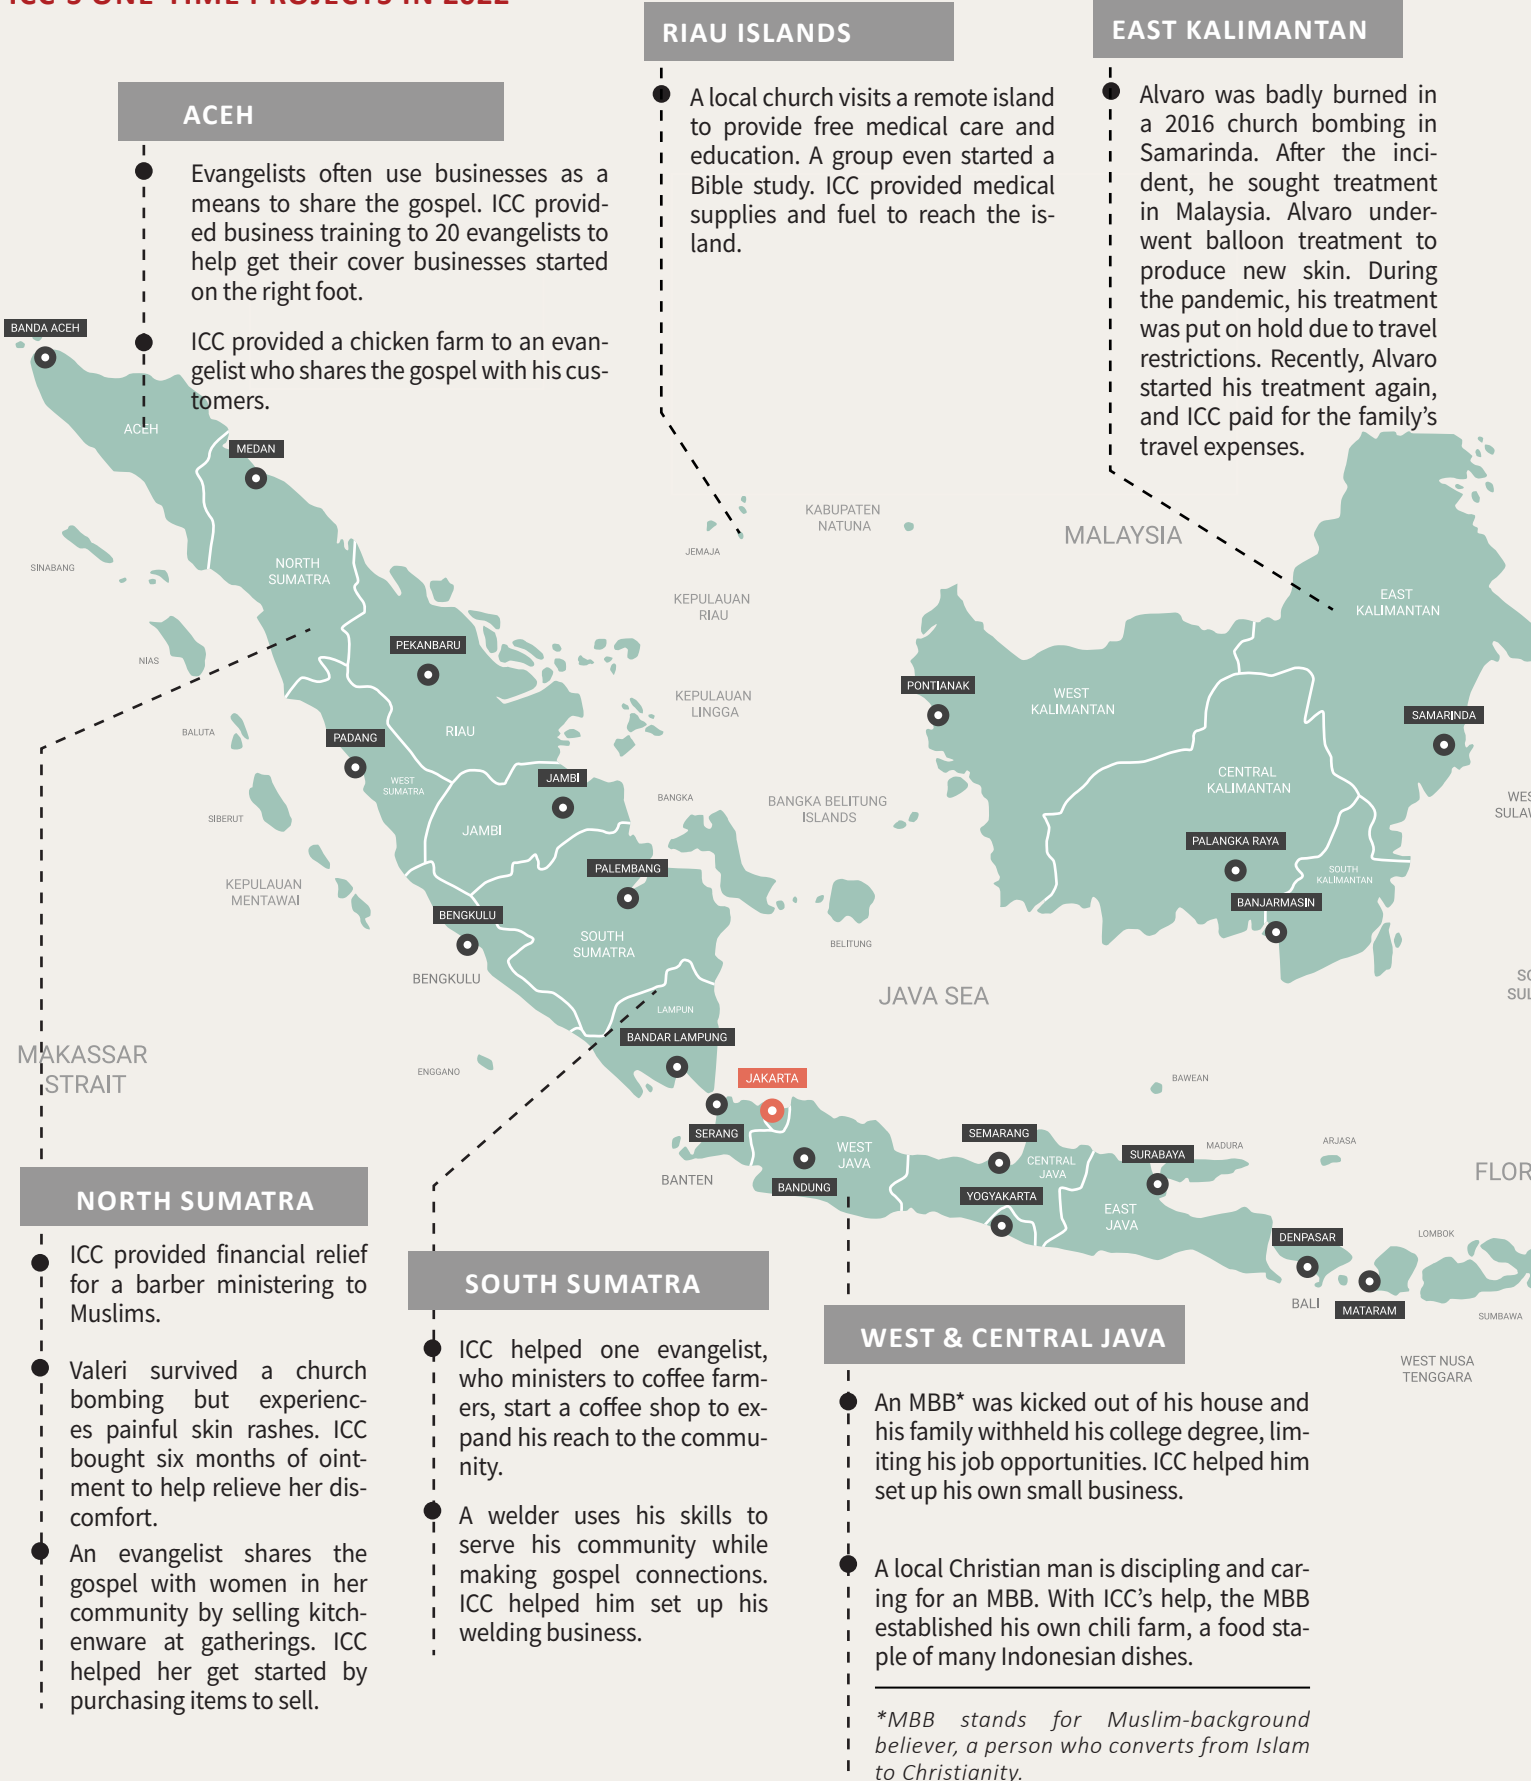 ICC'S ONE-TIME PROJECTS IN 2022
RIAU ISLANDS
A local church visits a remote island
to provide free medical care and
education. A group even started a
Bible study. ICC provided medical
supplies and fuel to reach the is-
land.
EAST KALIMANTAN
Alvaro was badly burned in
a 2016 church bombing in
Samarinda. After the inci-
dent, he sought treatment
in Malaysia. Alvaro under-
went balloon treatment to
produce new skin. During
the pandemic, his treatment
was put on hold due to travel
restrictions. Recently, Alvaro
started his treatment again,
and ICC paid for the family's
travel expenses.
ACEH
Evangelists often use businesses as a
means to share the gospel. ICC provid-
ed business training to 20 evangelists to
help get their cover businesses started
on the right foot.
ICC provided a chicken farm to an evan-
gelist who shares the gospel with his cus-
tomers.
BANDA ACEH
ACEH
MEDAN
SINABANG
NORTH
SUMATRA
NIAS
PEKANBARU
JEMAJA
KABUPATEN
NATUNA
MALAYSIA
KEPULAUAN
RIAU
EAST
KALIMANTAN
KEPULAUAN
LINGGA
PONTIANAK
WEST
KALIMANTAN
SAMARINDA
BALUTA
PADANG
RIAU
WEST
SUMATRA
JAMBI
JAMBI
SIBERUT
BANGKA
BANGKA BELITUNG
ISLANDS
CENTRAL
KALIMANTAN
WES
SULAW
KEPULAUAN
MENTAWAI
PALEMBANG
PALANGKA RAYA
SOUTH
KALIMANTAN
BENGKULU
BANJARMASIN
SOUTH
SUMATRA
BELITUNG
BENGKULU
JAVA SEA
SO
SUL
LAMPUN
BANDAR LAMPUNG
MAKASSAR
STRAIT
ENGGANO
JAKARTA
BAWEAN
SERANG
WEST
JAVA
SEMARANG
CENTRAL
JAVA
SURABAYA
MADURA
ARJASA
BANTEN
BANDUNG
YOGYAKARTA
EAST
JAVA
FLOR
DENPASAR
LOMBOK
BALI
MATARAM
SUMBAWA
WEST NUSA
TENGGARA
NORTH SUMATRA
ICC provided financial relief
for a barber ministering to
Muslims.
Valeri survived a church
bombing but experienc-
es painful skin rashes. ICC
bought six months of oint-
ment to help relieve her dis-
comfort.
An evangelist shares the
gospel with women in her
community by selling kitch-
enware at gatherings. ICC
helped her get started by
purchasing items to sell.
SOUTH SUMATRA
ICC helped one evangelist,
who ministers to coffee farm-
ers, start a coffee shop to ex-
pand his reach to the commu-
nity.
A welder uses his skills to
serve his community while
making gospel connections.
ICC helped him set up his
welding business.
WEST & CENTRAL JAVA
An MBB* was kicked out of his house and
his family withheld his college degree, lim-
iting his job opportunities. ICC helped him
set up his own small business.
A local Christian man is discipling and car-
ing for an MBB. With ICC's help, the MBB
established his own chili farm, a food sta-
ple of many Indonesian dishes.
*MBB stands for Muslim-background
believer, a person who converts from Islam
to Christianity.